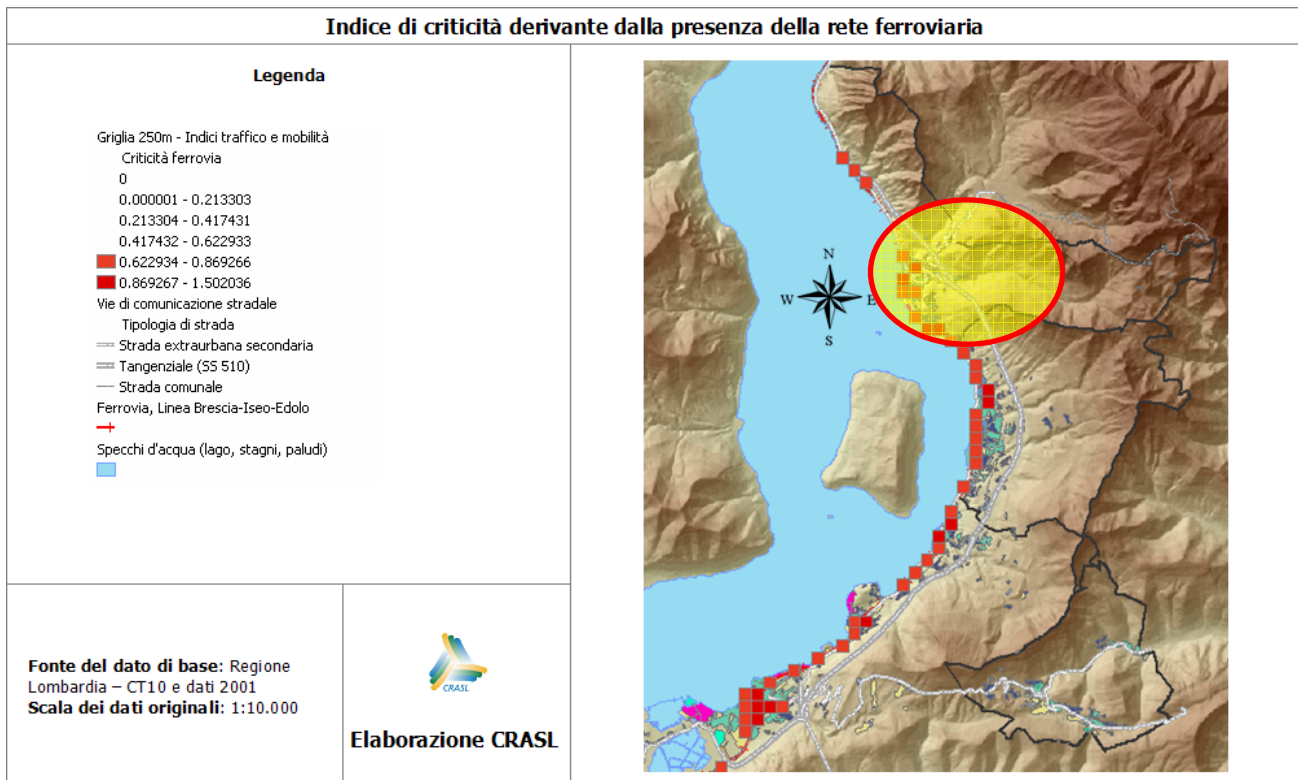 Indice di criticità derivante dalla presenza della rete ferroviaria
Legenda
Griglia 250m - Indici traffico e mobilità
Criticità ferrovia
0
0.000001 - 0.213303
0.213304 - 0.417431
0.417432 - 0.622933
0.622934 - 0.869266
0.869267 - 1.502036
Vie di comunicazione stradale
Tipologia di strada
Strada extraurbana secondaria
Tangenziale (SS 510)
Strada comunale
Ferrovia, Linea Brescia-Iseo-Edolo
Specchi d'acqua (lago, stagni, paludi)
Fonte del dato di base: Regione
Lombardia – CT10 e dati 2001
Scala dei dati originali: 1:10.000
CRASL
Elaborazione CRASL
N
W E
S